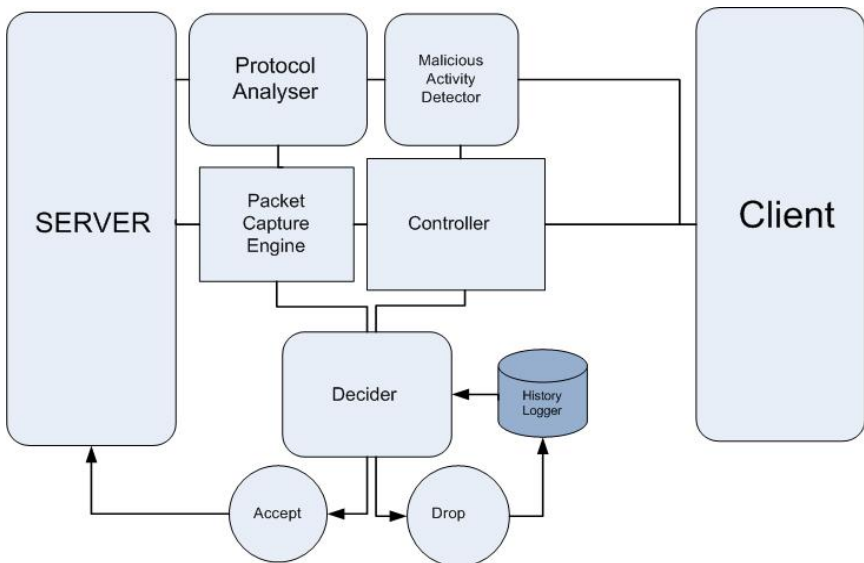 SERVER
Protocol
Analyser
Malicious
Activity
Detector
Client
Packet
Capture
Engine
Controller
Decider
History
Logger
Accept
Drop